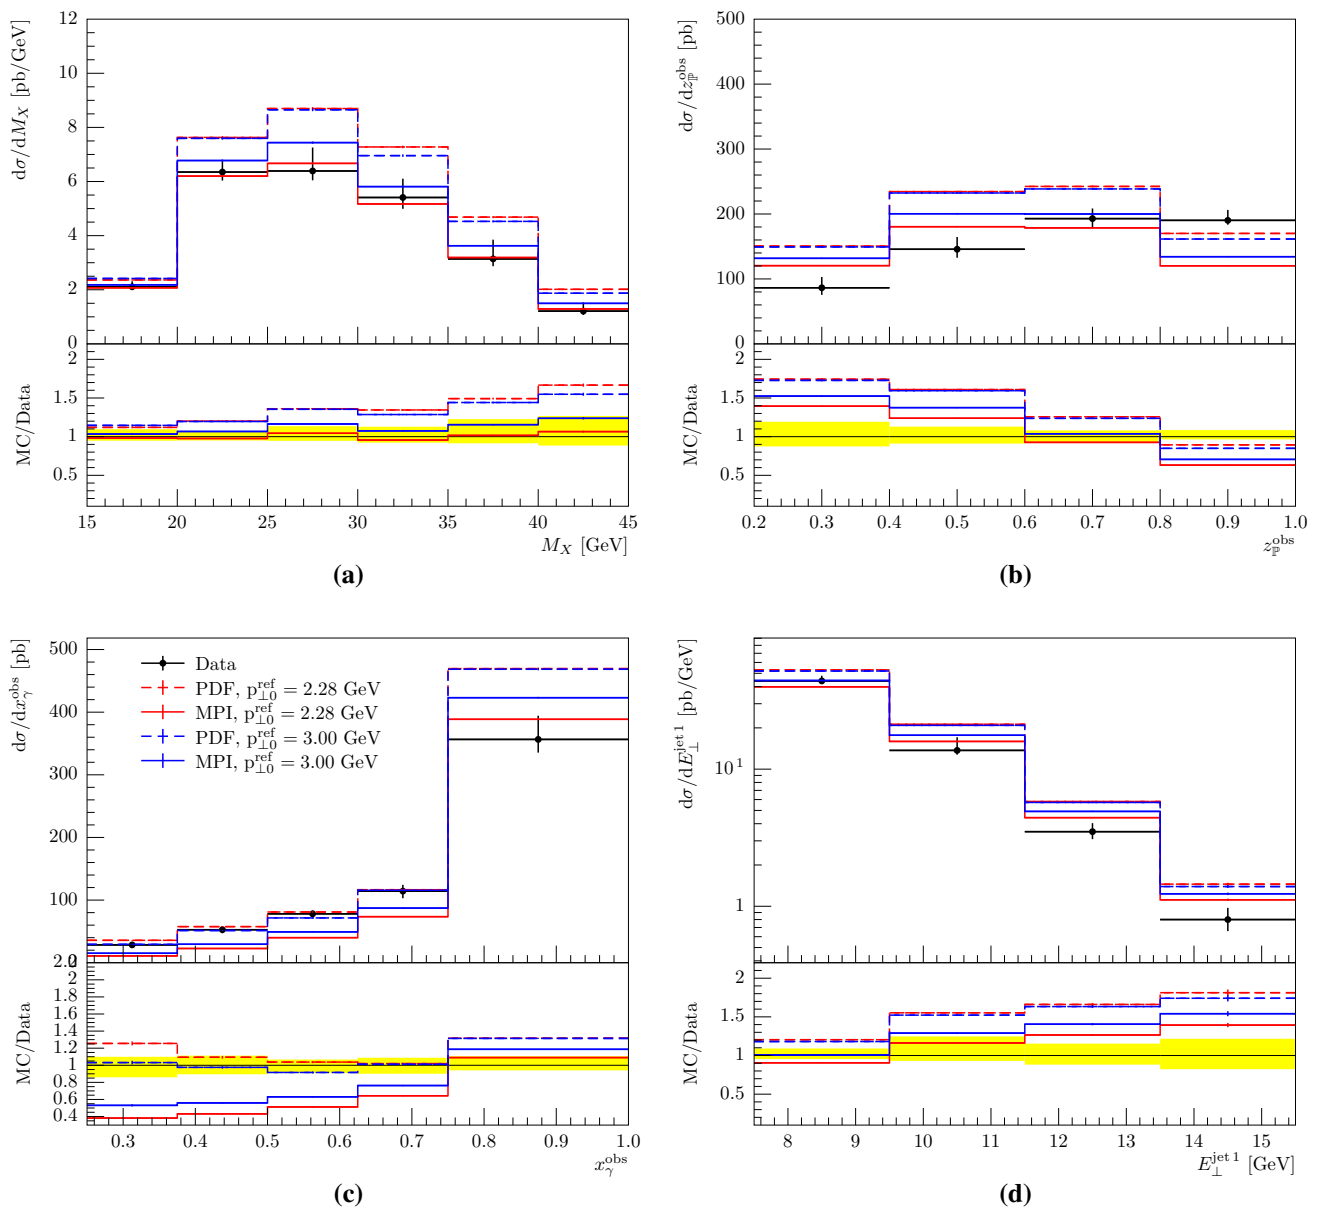 12
10
8
6
4
2
0
dσ/dM_X [pb/GeV]
2
1.5
1
0.5
MC/Data
15 20 25 30 35 40 45
M_X [GeV]
(a)
500
400
300
200
100
0
dσ/dz_ℙ^obs [pb]
2
1.5
1
0.5
MC/Data
0.2 0.3 0.4 0.5 0.6 0.7 0.8 0.9 1.0
z_ℙ^obs
(b)
500
400
300
200
100
0
dσ/dx_γ^obs [pb]
Data
PDF, p_⊥0^ref = 2.28 GeV
MPI, p_⊥0^ref = 2.28 GeV
PDF, p_⊥0^ref = 3.00 GeV
MPI, p_⊥0^ref = 3.00 GeV
2.2
2
1.8
1.6
1.4
1.2
1
0.8
0.6
0.4
MC/Data
0.3 0.4 0.5 0.6 0.7 0.8 0.9 1.0
x_γ^obs
(c)
10^1
1
dσ/dE_⊥^jet 1 [pb/GeV]
2
1.5
1
0.5
MC/Data
8 9 10 11 12 13 14 15
E_⊥^jet 1 [GeV]
(d)